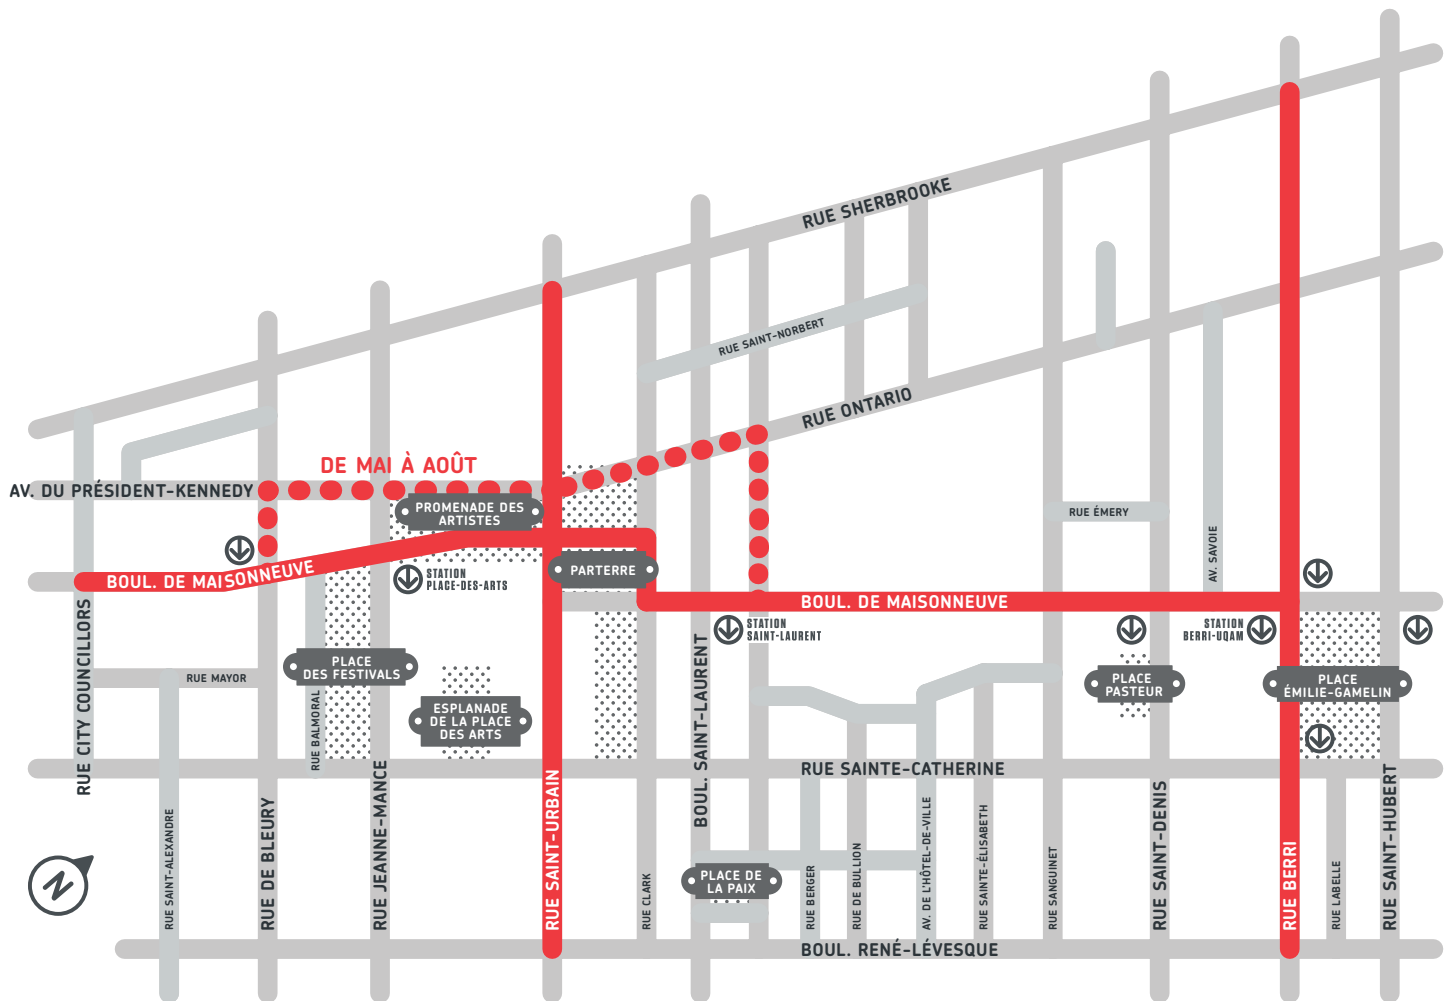 RUE SHERBROOKE
RUE SAINT-NORBERT
RUE ONTARIO
DE MAI À AOÛT
AV. DU PRÉSIDENT-KENNEDY
PROMENADE DES
ARTISTES
RUE ÉMERY
AV. SAVOIE
BOUL. DE MAISONNEUVE
STATION
PLACE-DES-ARTS
PARTERRE
BOUL. DE MAISONNEUVE
STATION
SAINT-LAURENT
STATION
BERRI-UQAM
RUE CITY COUNCILLORS
RUE MAYOR
PLACE
DES FESTIVALS
RUE BALMORAL
ESPLANADE
DE LA PLACE
DES ARTS
BOUL. SAINT-LAURENT
PLACE
PASTEUR
PLACE
ÉMILIE-GAMELIN
RUE SAINTE-CATHERINE
N
RUE SAINT-ALEXANDRE
RUE DE BLEURY
RUE JEANNE-MANCE
RUE SAINT-URBAIN
RUE CLARK
PLACE DE
LA PAIX
RUE BERGER
RUE DE BULLION
AV. DE L'HÔTEL-DE-VILLE
RUE SAINTE-ÉLISABETH
RUE SANGUINET
RUE SAINT-DENIS
RUE BERRI
RUE LABELLE
RUE SAINT-HUBERT
BOUL. RENÉ-LÉVESQUE